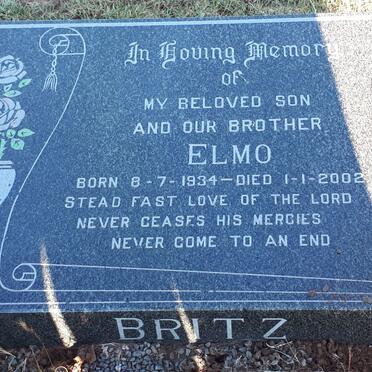 In Loving Memory
of
MY BELOVED SON
AND OUR BROTHER
ELMO
BORN 8-7-1934-DIED 1-1-2002
STEAD FAST LOVE OF THE LORD
NEVER CEASES HIS MERCIES
NEVER COME TO AN END
BRITZ